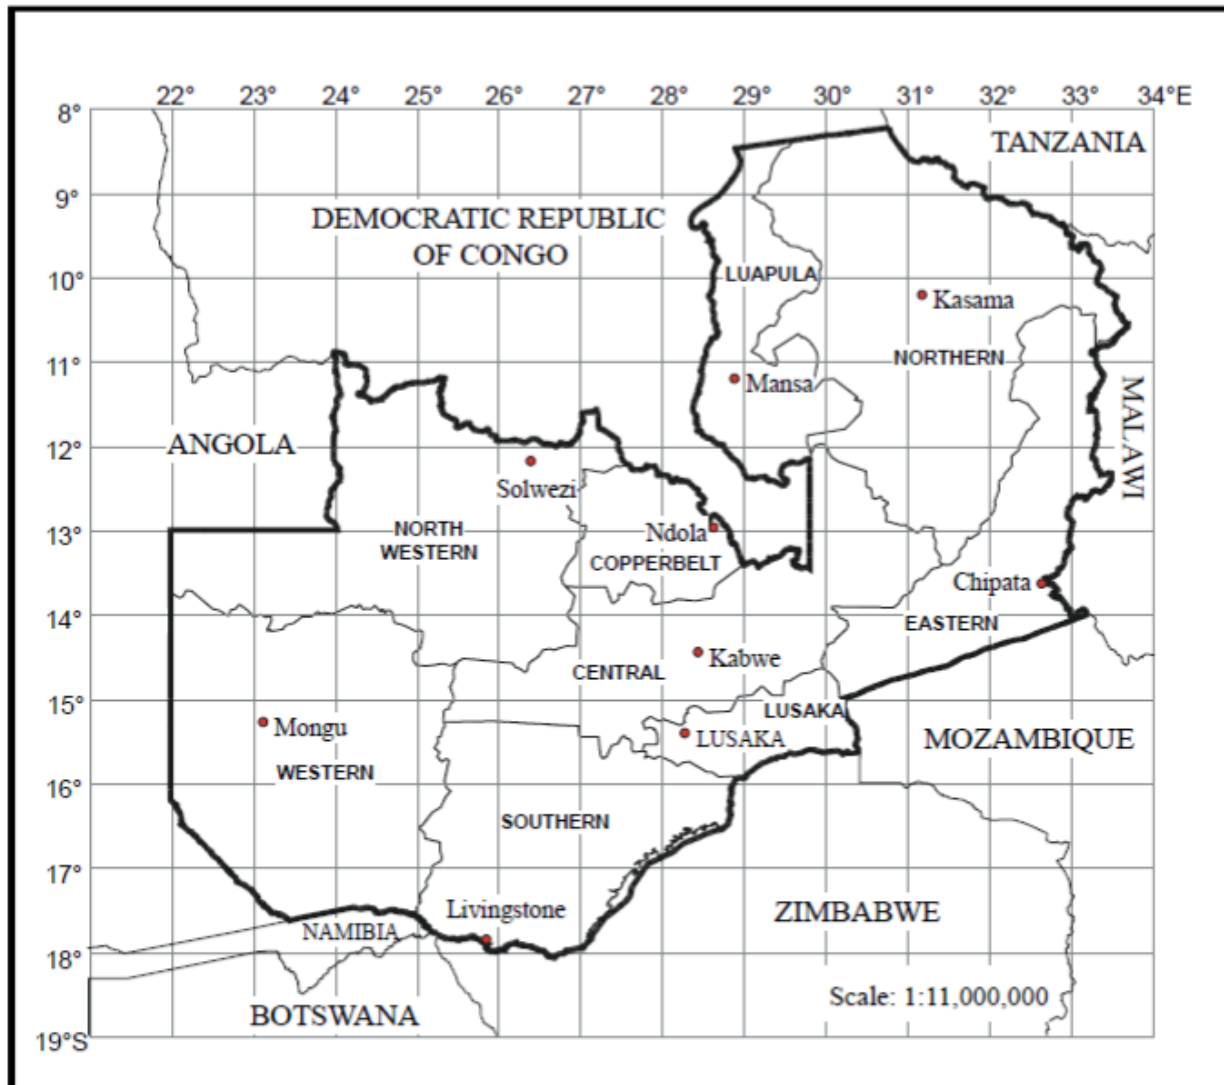 22° 23° 24° 25° 26° 27° 28° 29° 30° 31° 32° 33° 34°E
8°
TANZANIA
9°
DEMOCRATIC REPUBLIC
OF CONGO
10°
LUAPULA
Kasama
NORTHERN
11°
Mansa
MALAWI
ANGOLA
12°
Solwezi
NORTH
WESTERN
13°
Ndola
COPPERBELT
Chipata
14°
EASTERN
CENTRAL
Kabwe
15°
LUSAKA
Mongu
LUSAKA
MOZAMBIQUE
WESTERN
16°
SOUTHERN
17°
Livingstone
ZIMBABWE
NAMIBIA
18°
Scale: 1:11,000,000
BOTSWANA
19°S